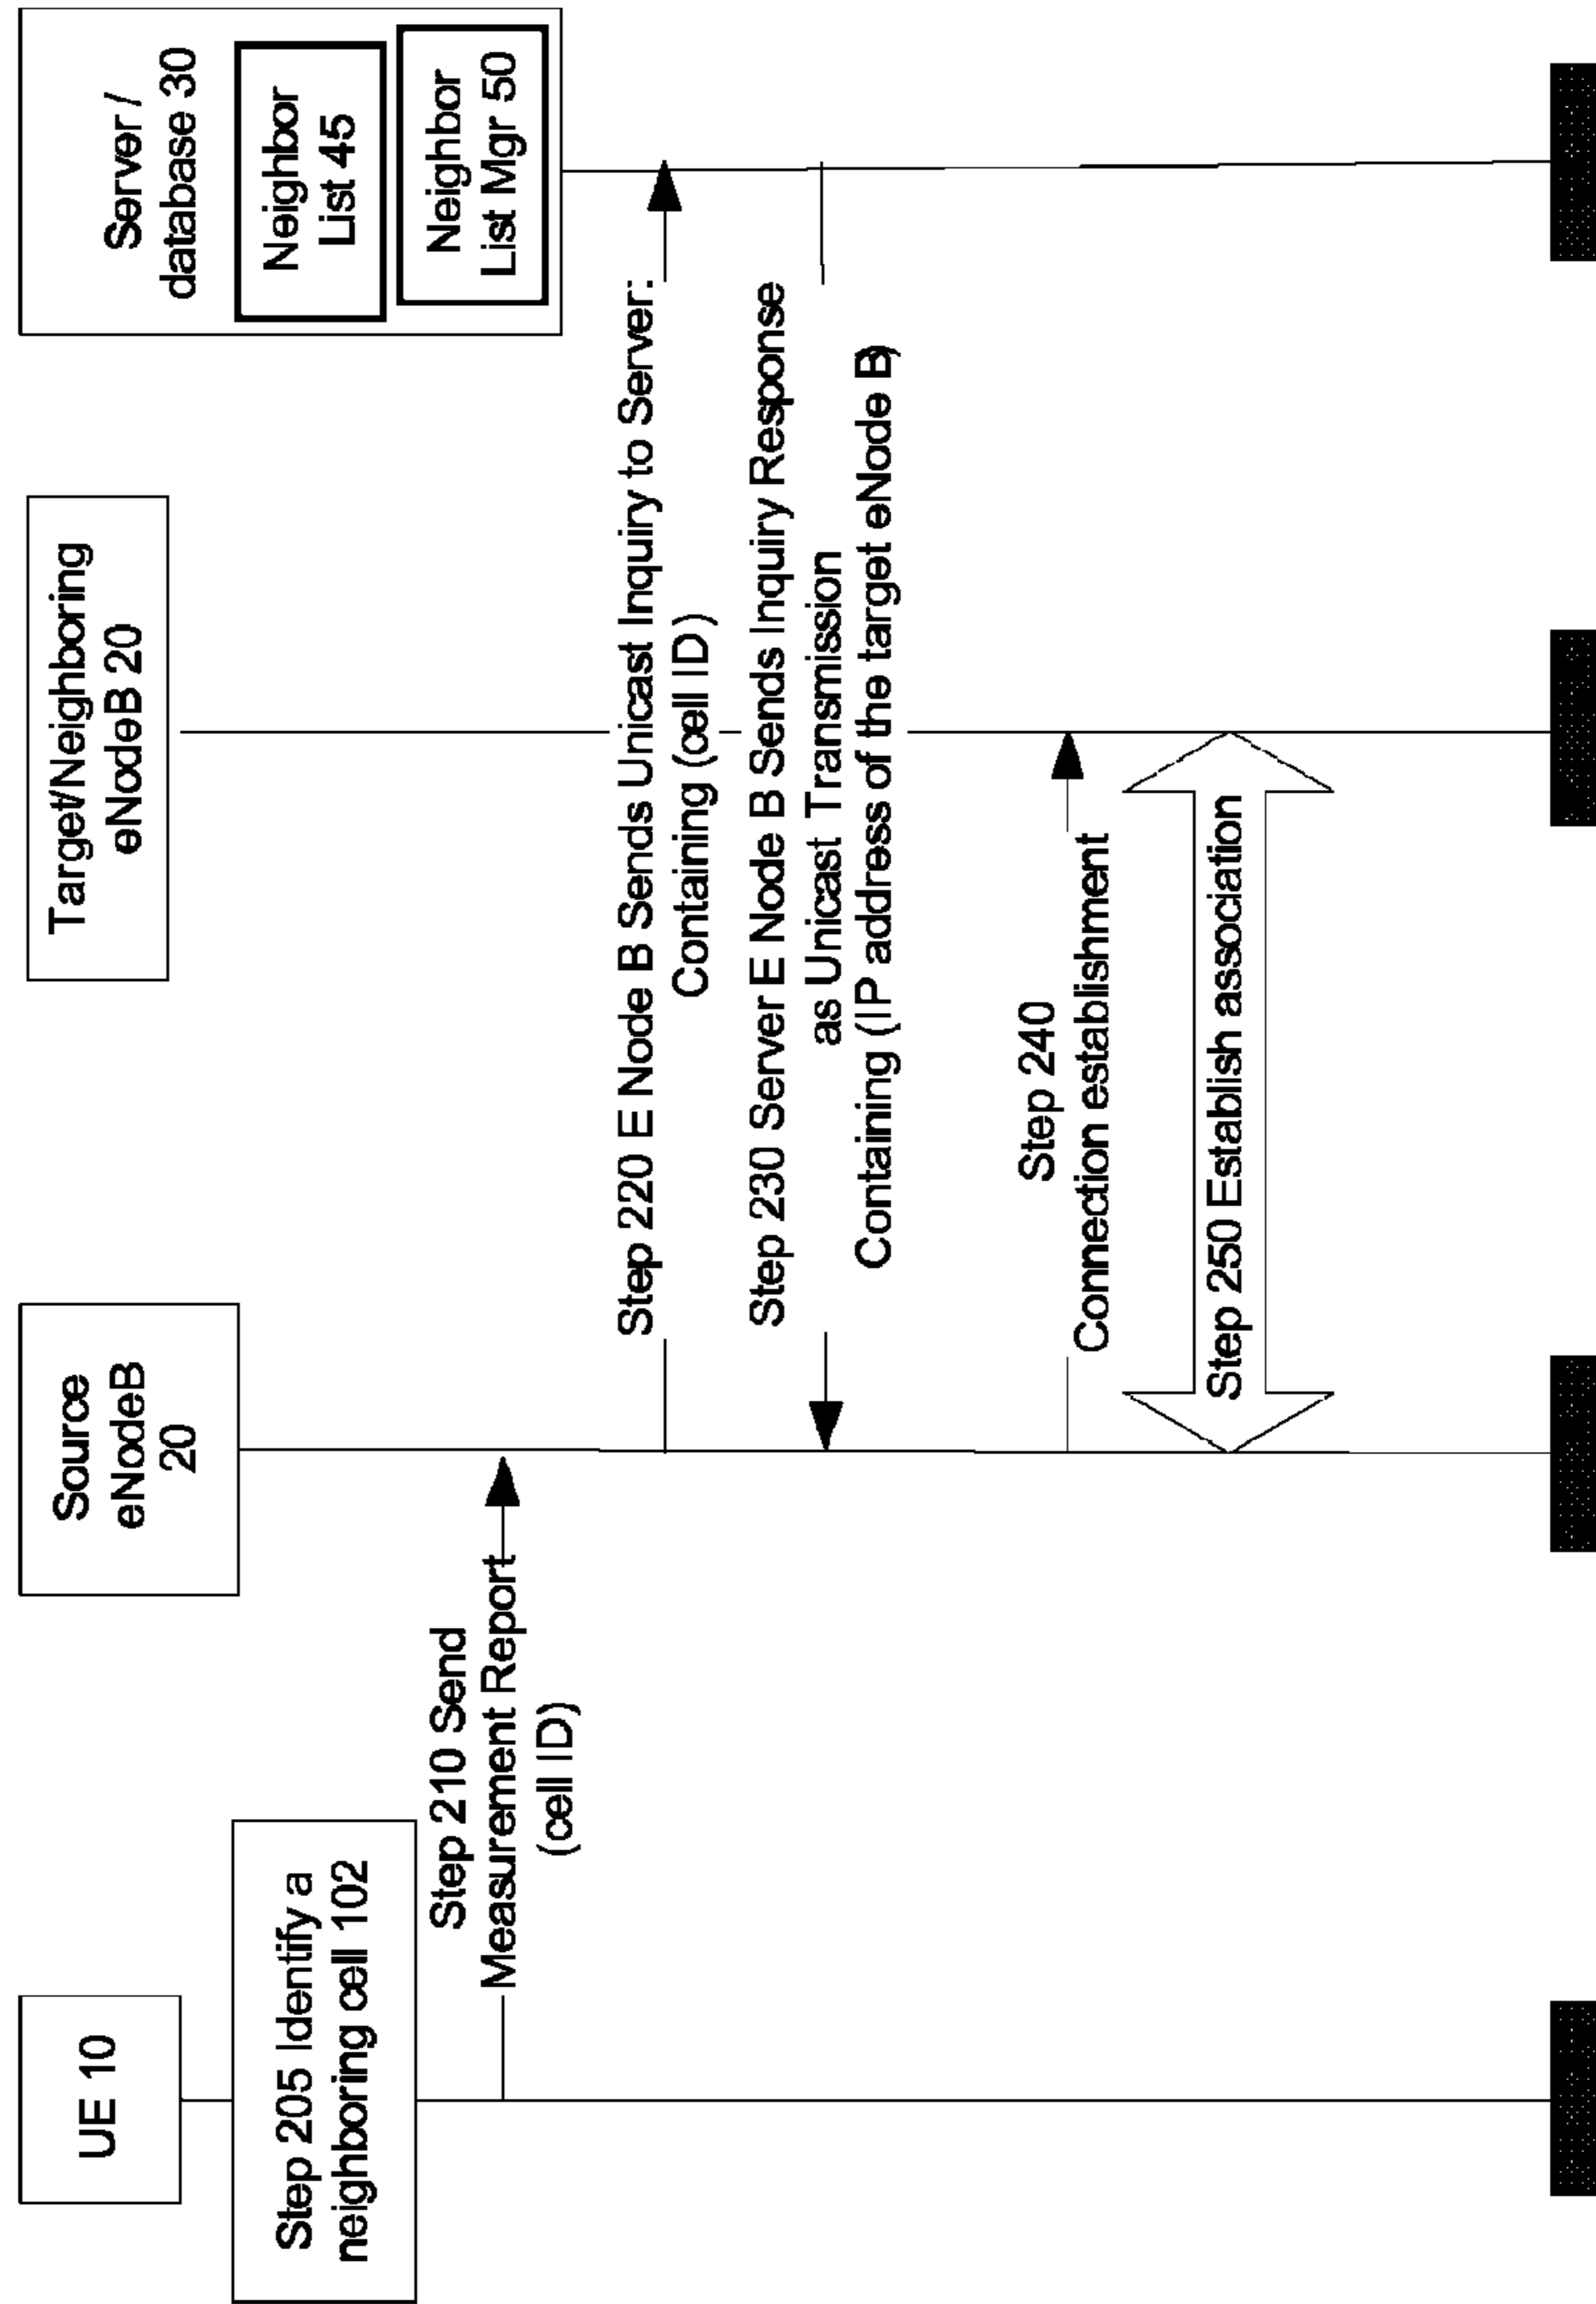 UE 10
Source
eNodeB
20
Target/Neighboring
eNodeB 20
Server /
database 30
Neighbor
List 45
Neighbor
List Mgr 50
Step 205 Identify a
neighboring cell 102
Step 210 Send
Measurement Report
(cell ID)
Step 220 E Node B Sends Unicast Inquiry to Server:
Containing (cell ID)
Step 230 Server E Node B Sends Inquiry Response
as Unicast Transmission
Containing (IP address of the target eNode B)
Step 240
Connection establishment
Step 250 Establish association